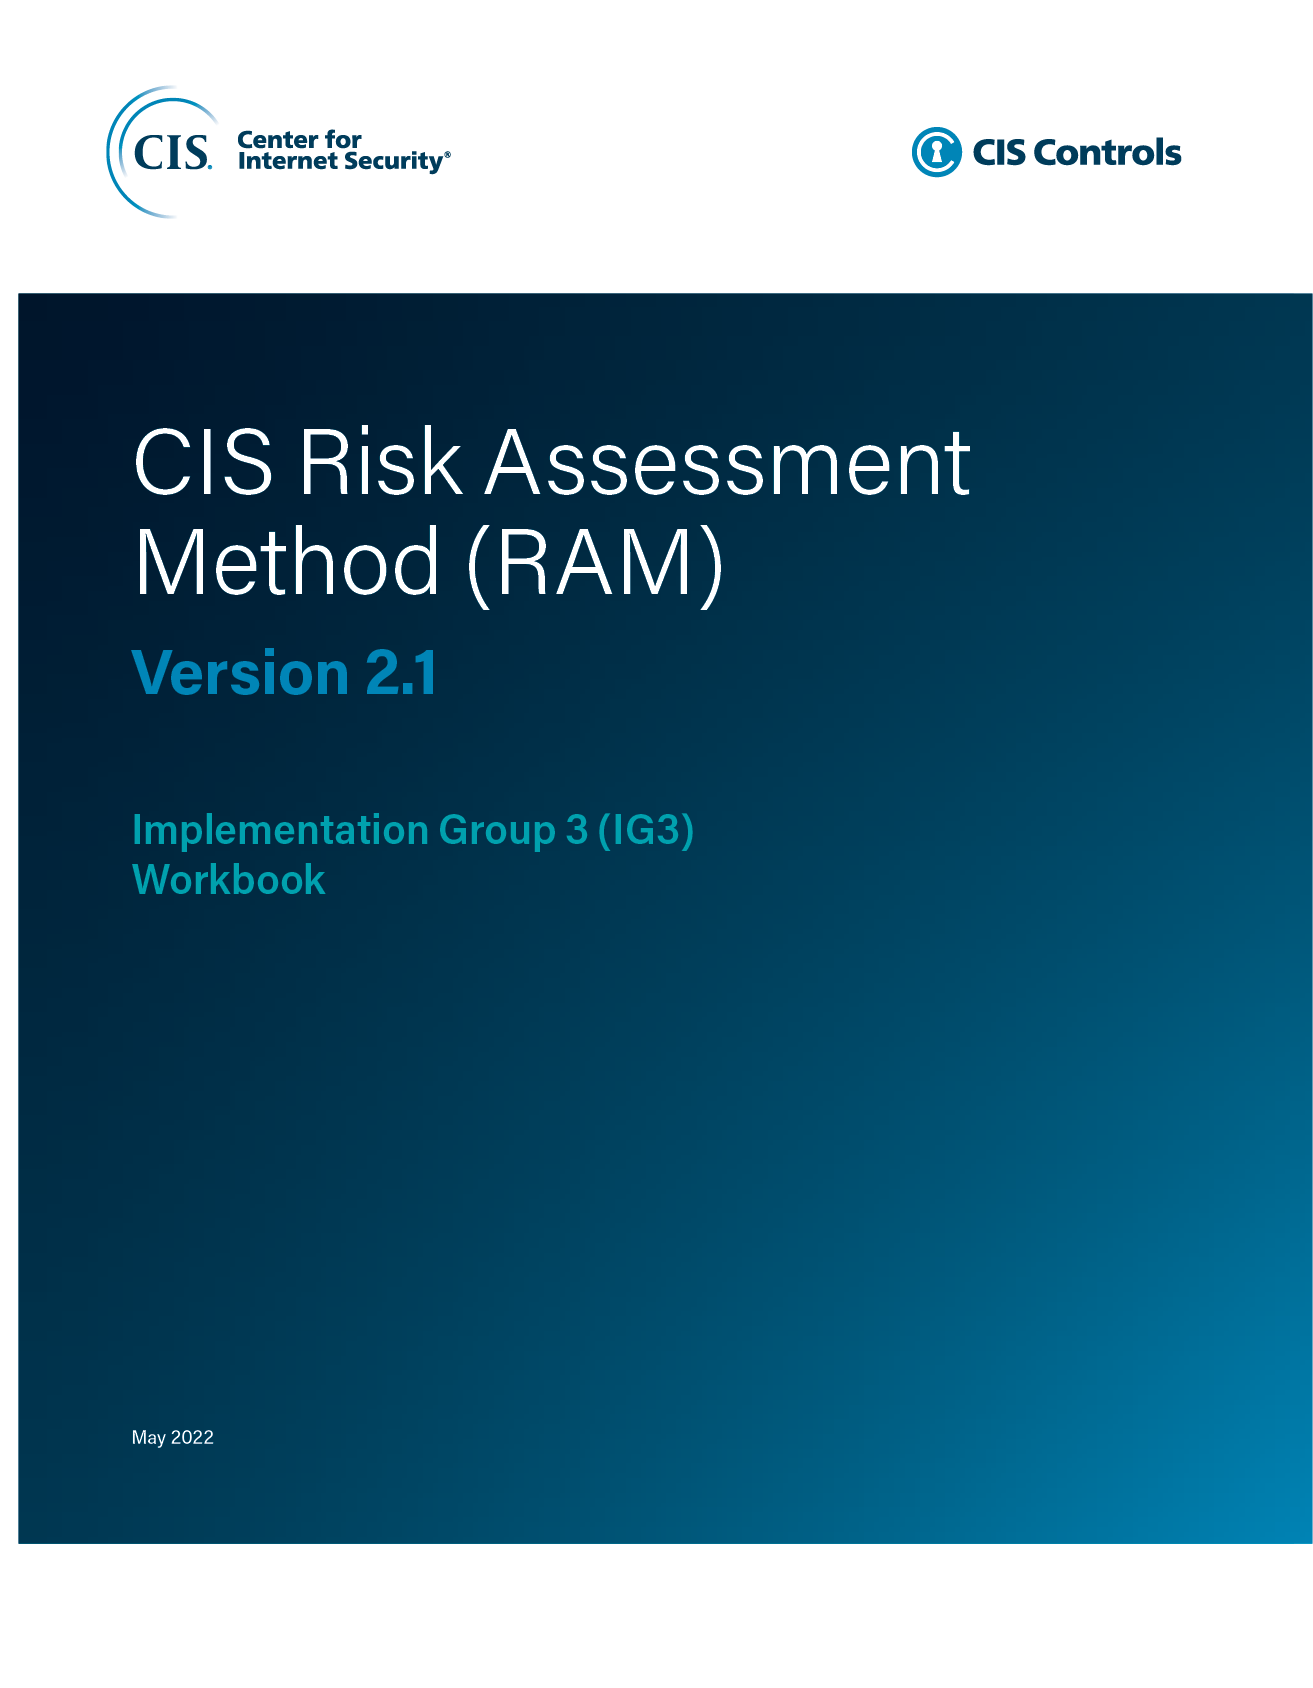 CIS.
Center for
Internet Security®
CIS Controls
CIS Risk Assessment
Method (RAM)
Version 2.1
Implementation Group 3 (IG3)
Workbook
May 2022